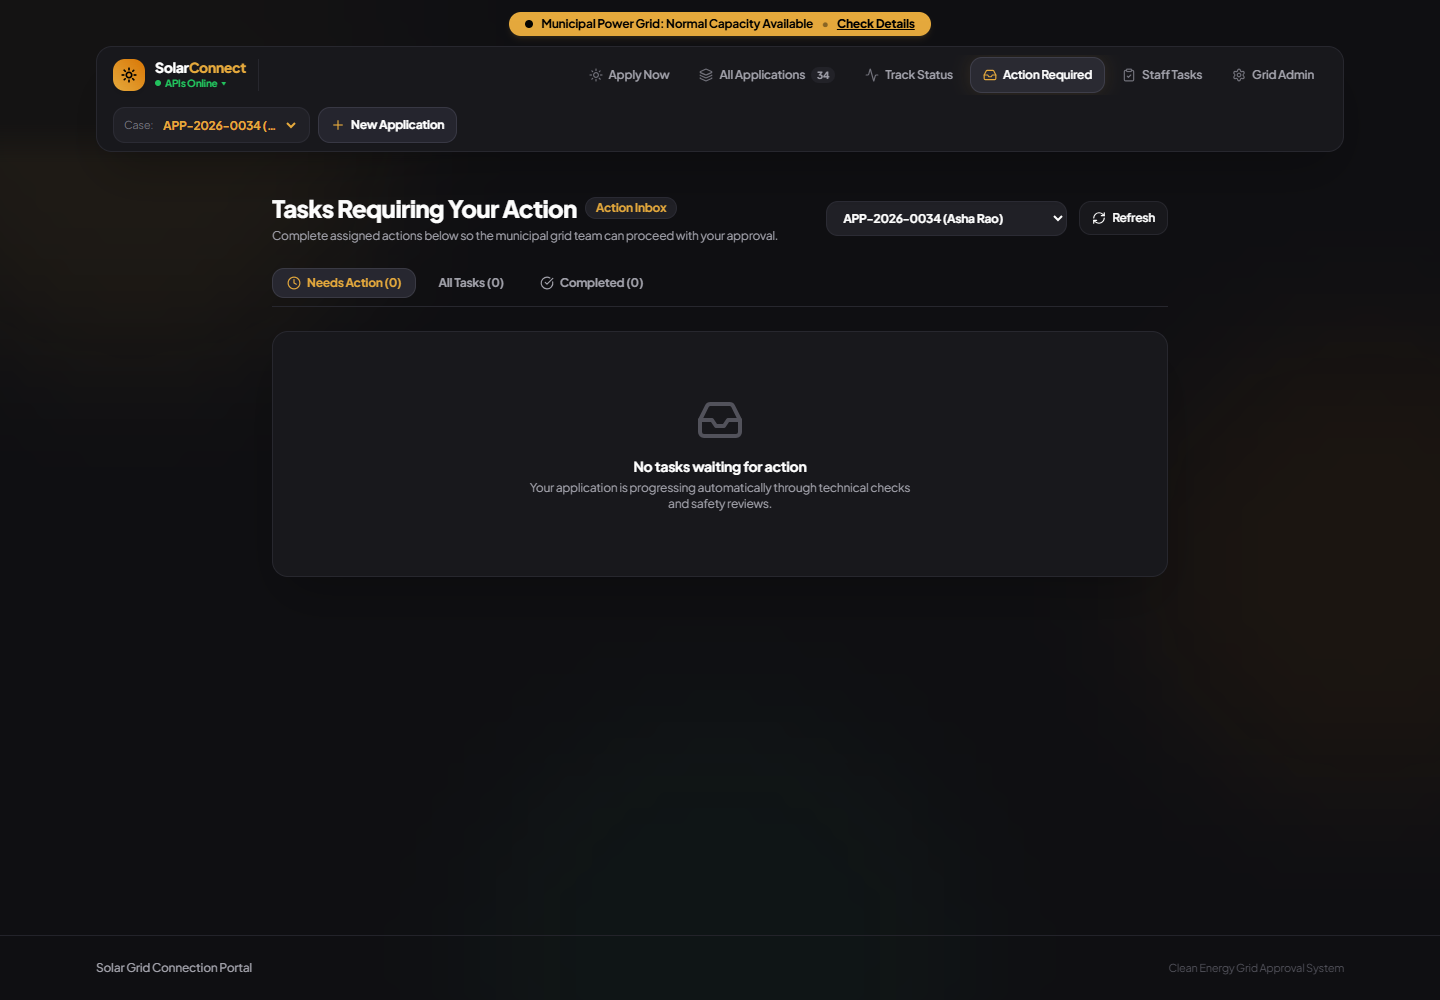 Municipal Power Grid: Normal Capacity Available • Check Details
SolarConnect
APIs Online
Apply Now
All Applications 34
Track Status
Action Required
Staff Tasks
Grid Admin
Case: APP-2026-0034 (...
New Application
Tasks Requiring Your Action
Action Inbox
Complete assigned actions below so the municipal grid team can proceed with your approval.
APP-2026-0034 (Asha Rao)
Refresh
Needs Action (0)
All Tasks (0)
Completed (0)
No tasks waiting for action
Your application is progressing automatically through technical checks
and safety reviews.
Solar Grid Connection Portal
Clean Energy Grid Approval System